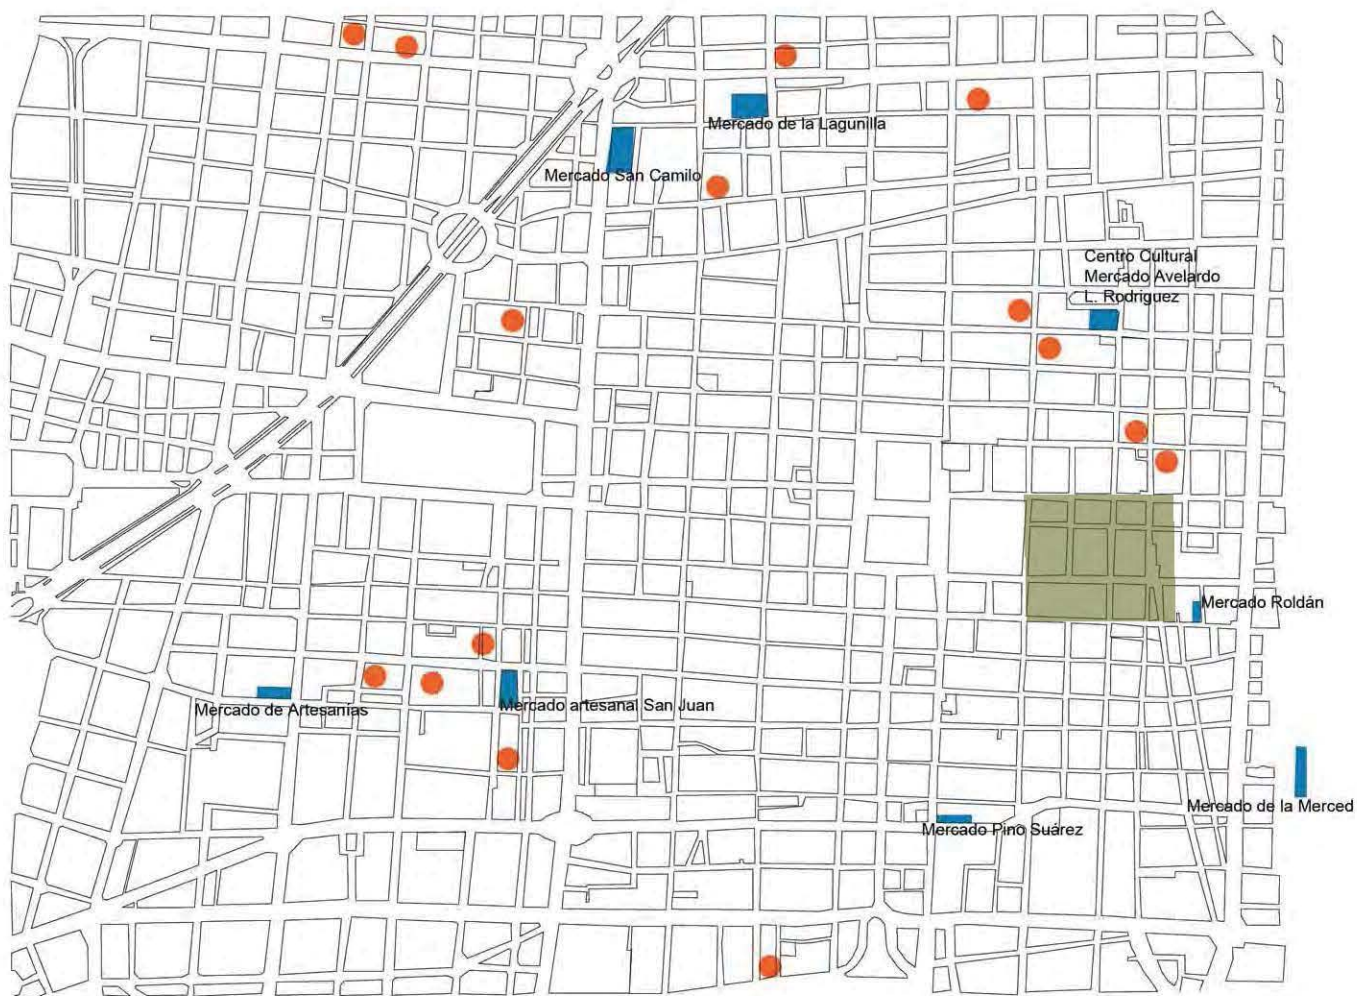 Mercado de la Lagunilla
Mercado San Camilo
Centro Cultural
Mercado Avelardo
L. Rodriguez
Mercado Roldán
Mercado de Artesanías
Mercado artesanal San Juan
Mercado de la Merced
Mercado Pino Suárez